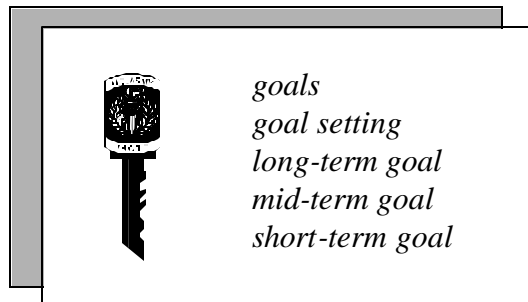 goals
goal setting
long-term goal
mid-term goal
short-term goal